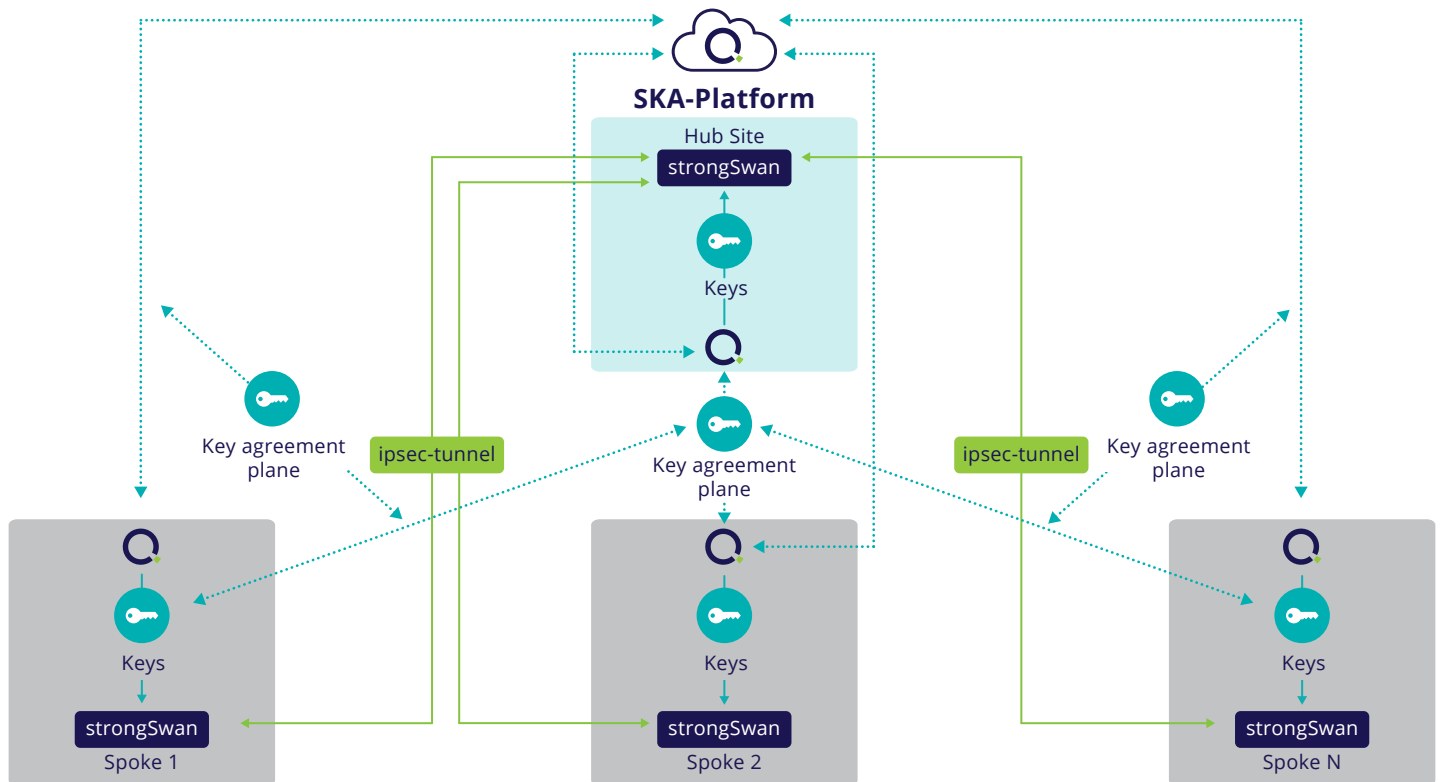 SKA-Platform
Hub Site
strongSwan
Keys
Key agreement
plane
ipsec-tunnel
Key agreement
plane
ipsec-tunnel
Key agreement
plane
Keys
strongSwan
Spoke 1
Keys
strongSwan
Spoke 2
Keys
strongSwan
Spoke N